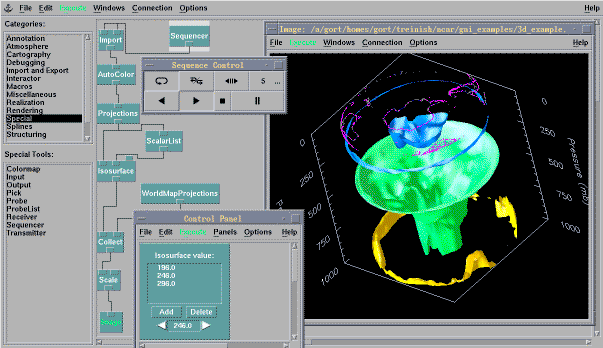 File Edit Execute Windows Connection Options Help
Categories:
Annotation
Atmosphere
Cartography
Debugging
Import and Export
Interactor
Macros
Miscellaneous
Realization
Rendering
Special
Splines
Structuring
Special Tools:
Colormap
Input
Output
Pick
Probe
ProbeList
Receiver
Sequencer
Transmitter
Import
Sequencer
AutoColor
Projections
ScalarList
Isosurface
WorldMapProjections
Collect
Scale
Image
Sequence Control
5 ...
Control Panel
File Edit Execute Panels Options Help
Isosurface value:
196.0
246.0
296.0
Add Delete
246.0
Image: /a/gort/homes/gort/treinish/ncar/gni_examples/3d_example.
File Execute Windows Connection Options Help
0
250
500
750
1000
Pressure (mb)
0
250
500
750
1000